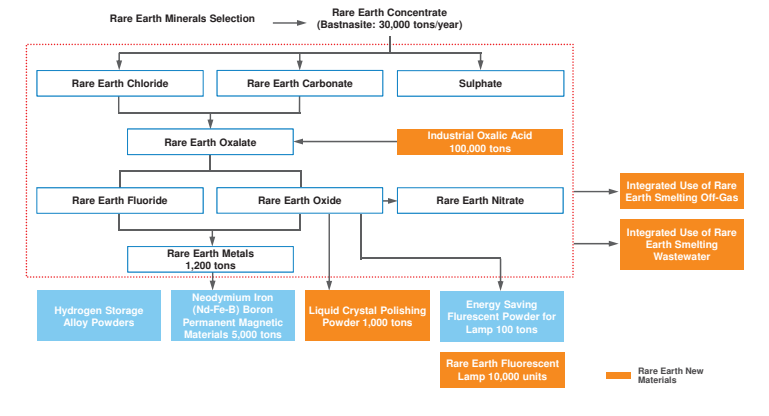 Rare Earth Minerals Selection
Rare Earth Concentrate
(Bastnasite: 30,000 tons/year)
Rare Earth Chloride
Rare Earth Carbonate
Sulphate
Rare Earth Oxalate
Industrial Oxalic Acid
100,000 tons
Rare Earth Fluoride
Rare Earth Oxide
Rare Earth Nitrate
Integrated Use of Rare
Earth Smelting Off-Gas
Integrated Use of Rare
Earth Smelting
Wastewater
Rare Earth Metals
1,200 tons
Hydrogen Storage
Alloy Powders
Neodymium Iron
(Nd-Fe-B) Boron
Permanent Magnetic
Materials 5,000 tons
Liquid Crystal Polishing
Powder 1,000 tons
Energy Saving
Flurescent Powder for
Lamp 100 tons
Rare Earth Fluorescent
Lamp 10,000 units
Rare Earth New
Materials